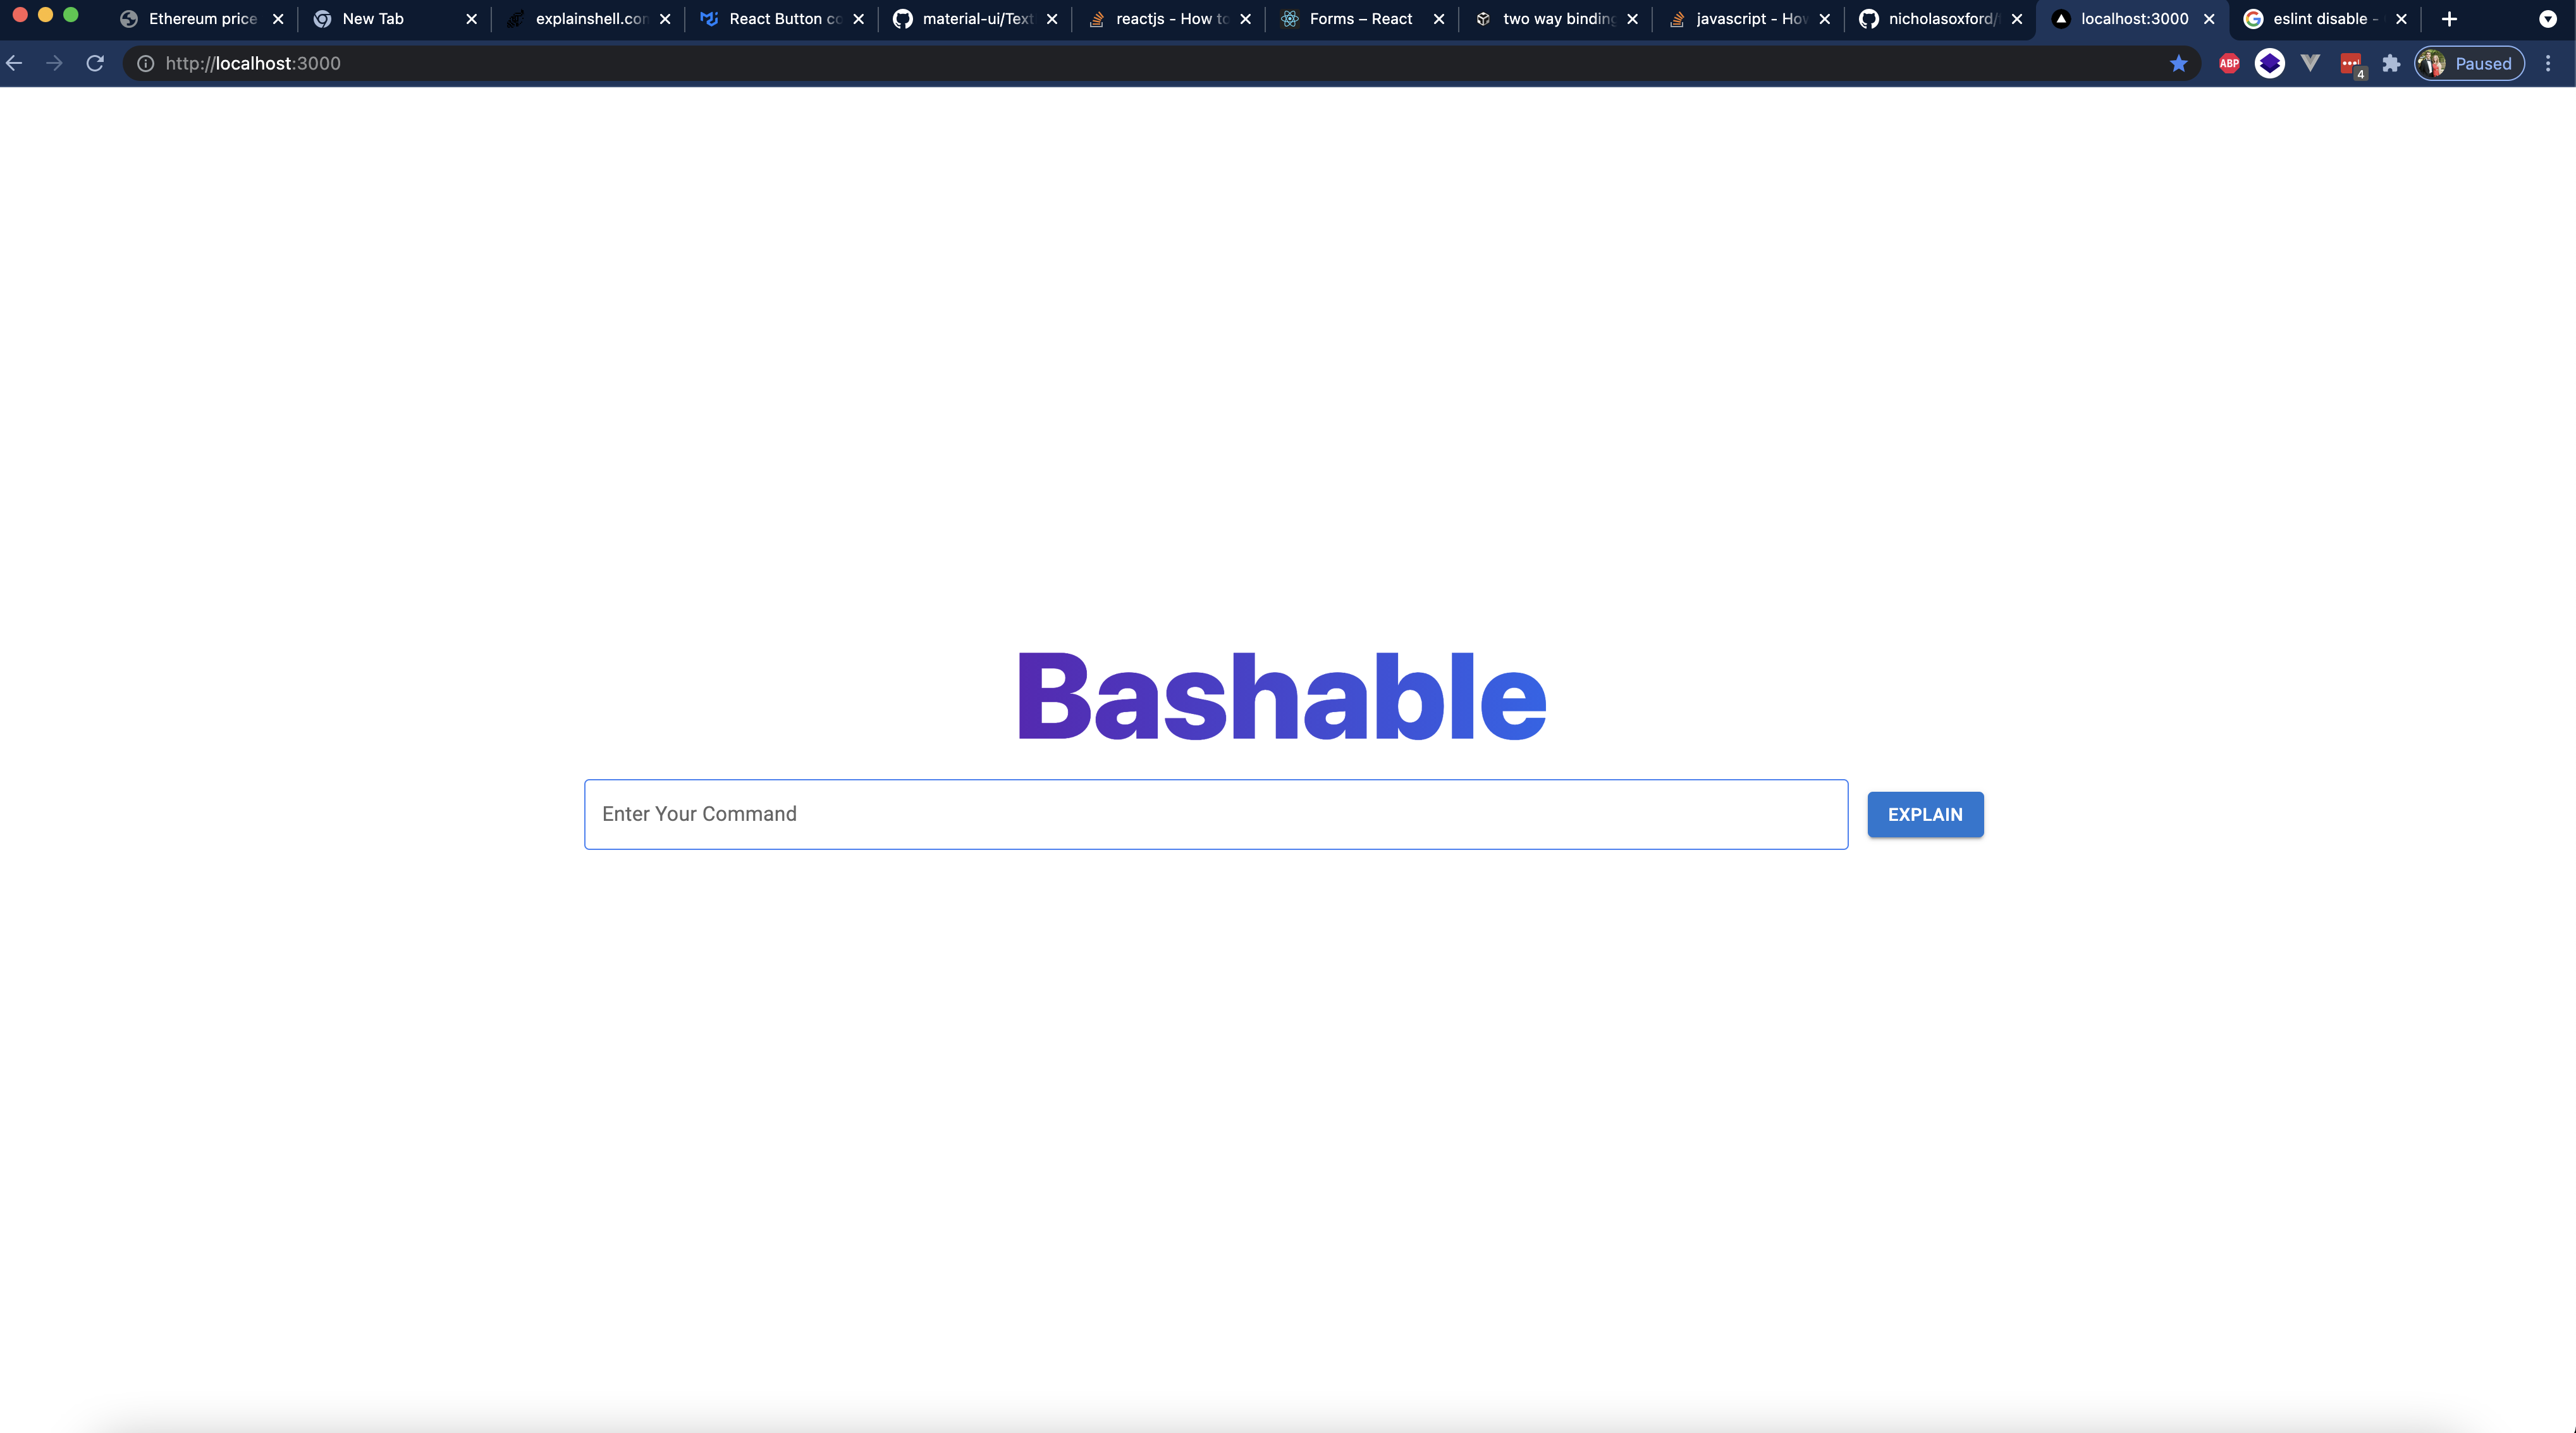 Ethereum price
New Tab
explainshell.con
React Button co
material-ui/Text
reactjs - How to
Forms – React
two way binding
javascript - How
nicholasoxford/
localhost:3000
eslint disable -
http://localhost:3000
ABP
4
Paused
Bashable
Enter Your Command
EXPLAIN